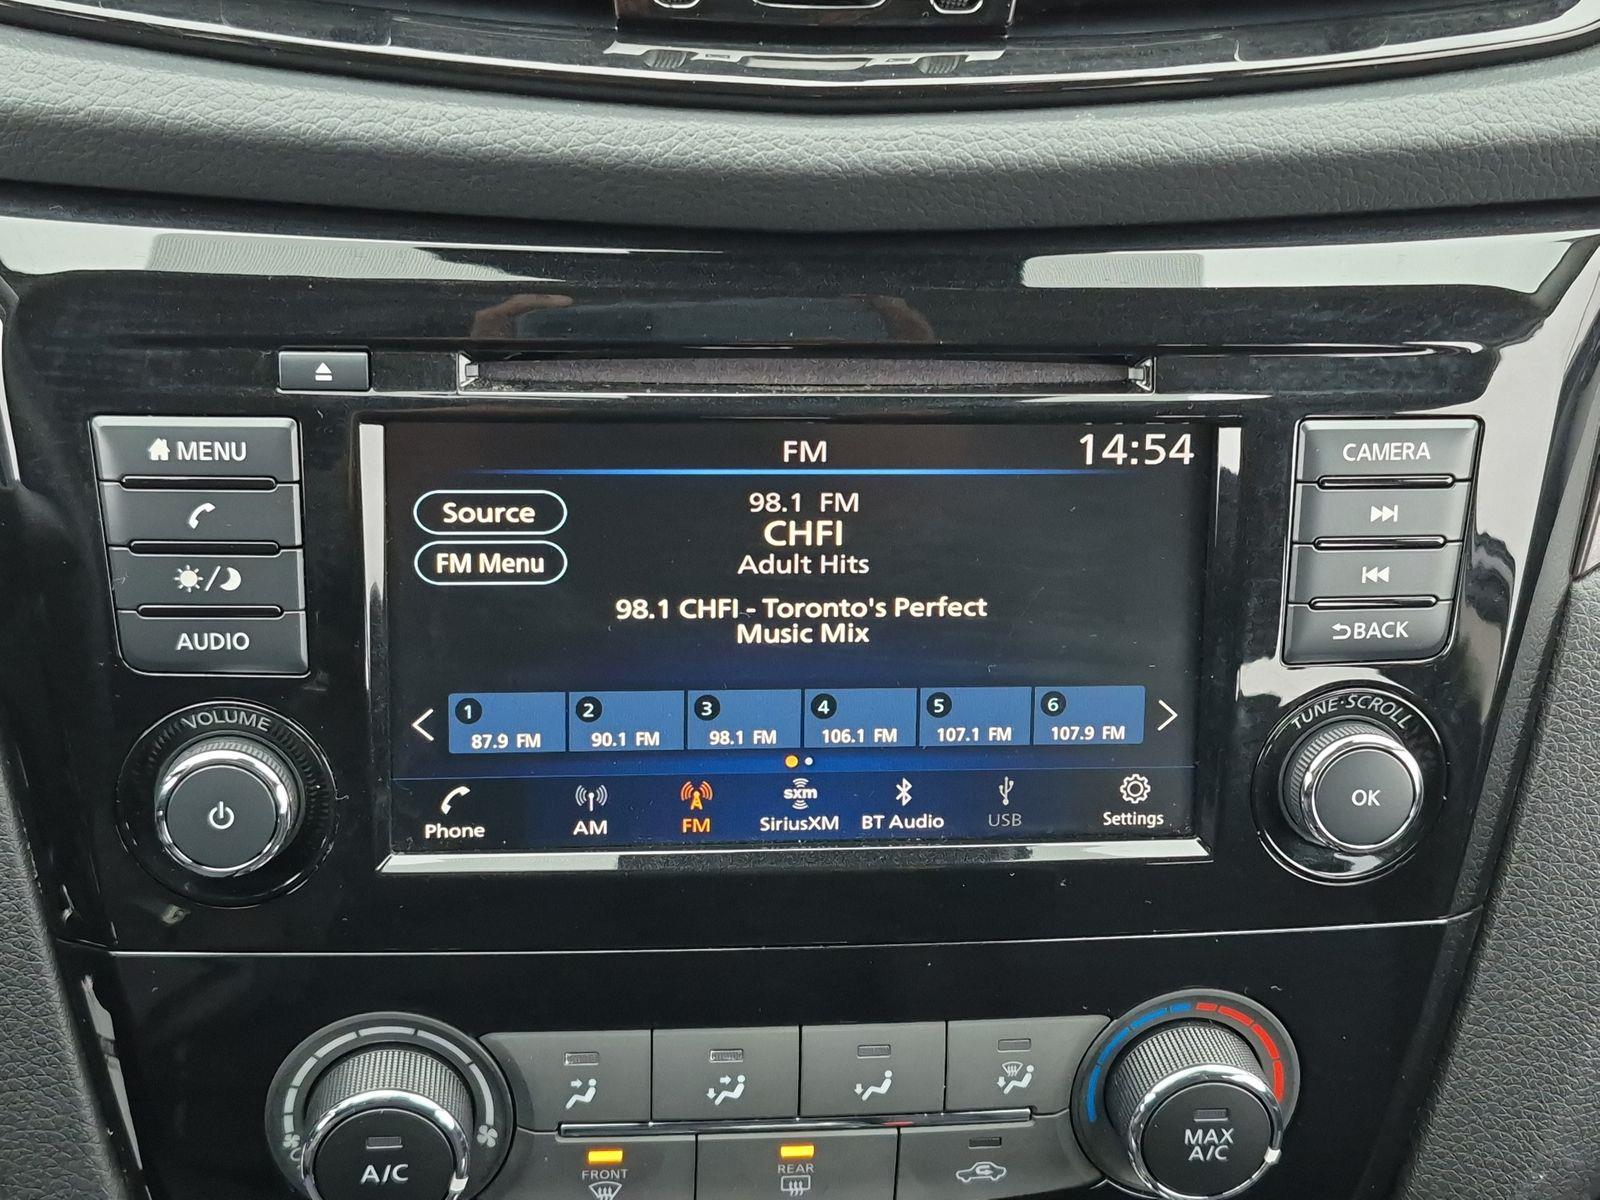 MENU
AUDIO
VOLUME
FM
14:54
Source
98.1 FM
CHFI
FM Menu
Adult Hits
98.1 CHFI - Toronto's Perfect
Music Mix
1 2 3 4 5 6
87.9 FM 90.1 FM 98.1 FM 106.1 FM 107.1 FM 107.9 FM
sxm
Phone AM FM SiriusXM BT Audio USB Settings
CAMERA
BACK
TUNE·SCROLL
OK
A/C
FRONT
REAR
MAX
A/C